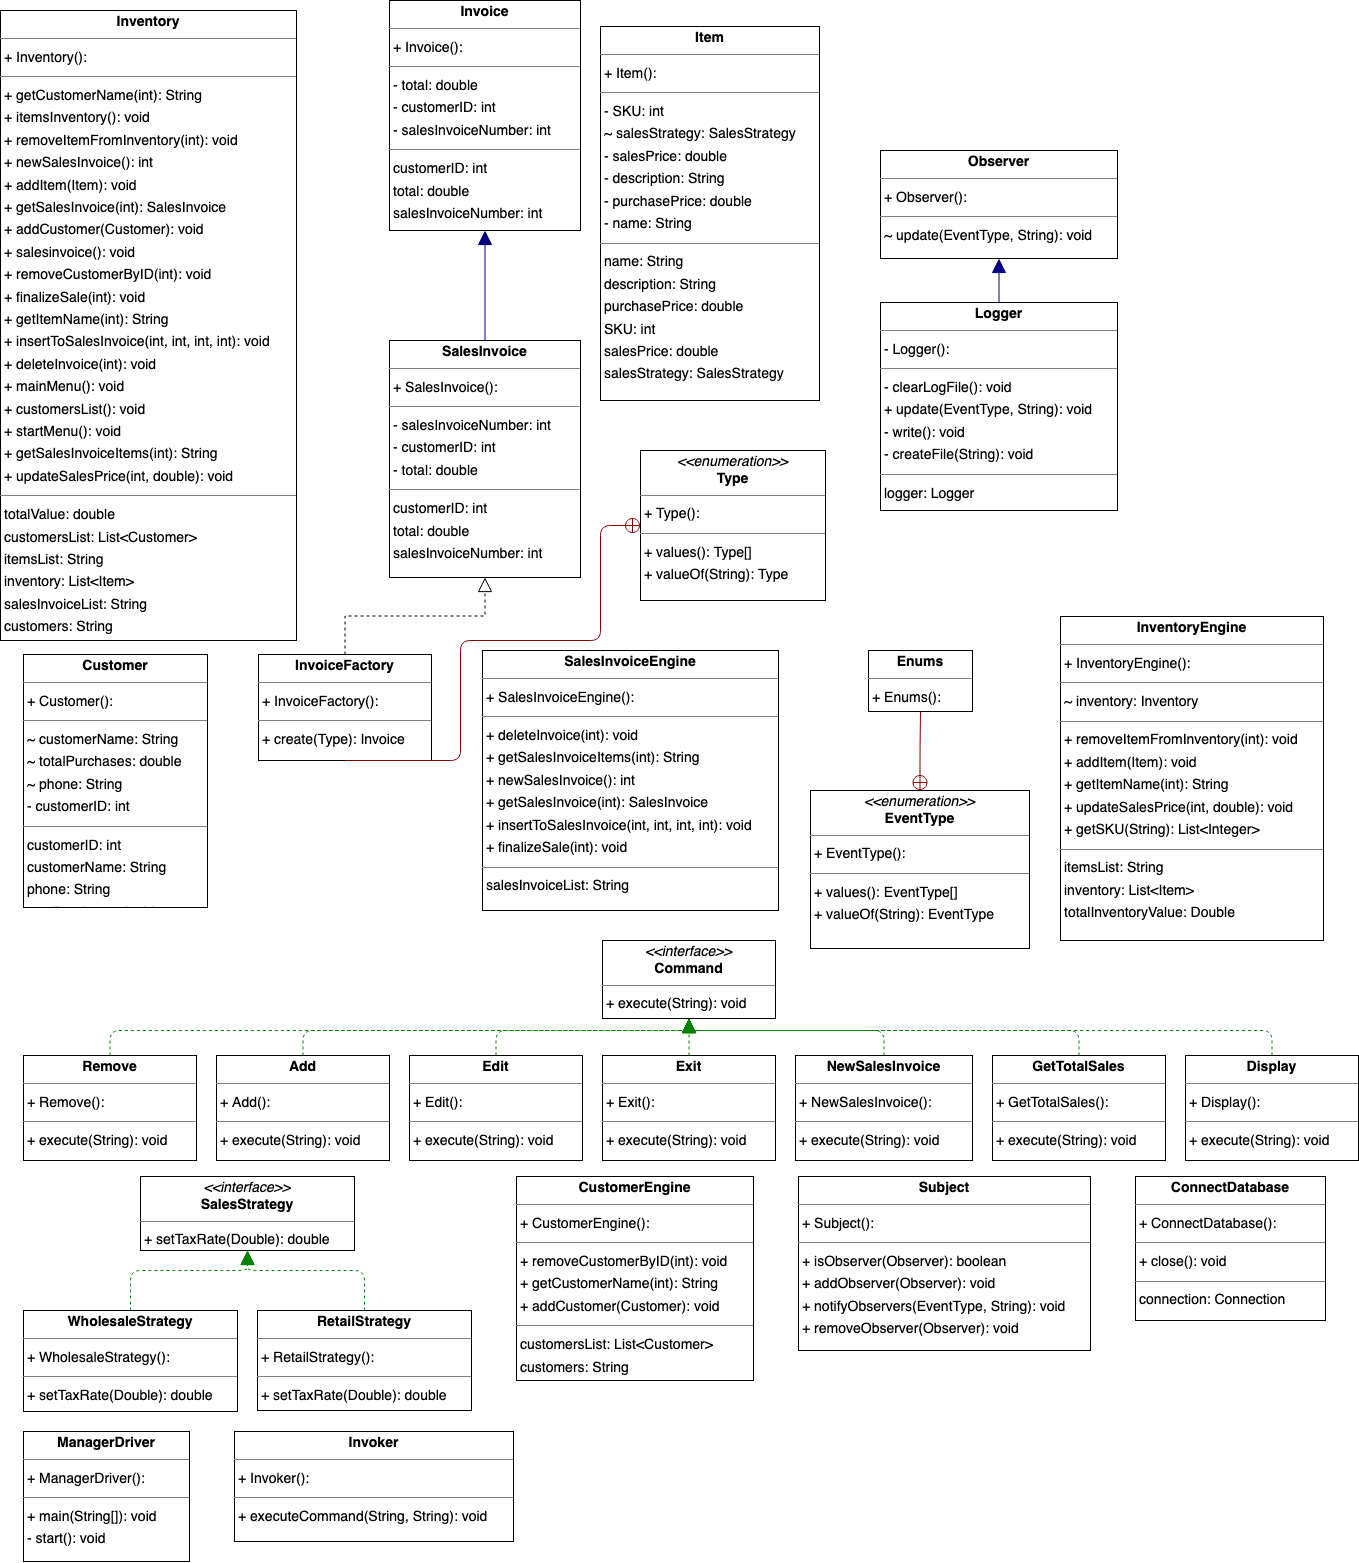 Inventory
+ Inventory():
+ getCustomerName(int): String
+ itemsInventory(): void
+ removeItemFromInventory(int): void
+ newSalesInvoice(): int
+ addItem(Item): void
+ getSalesInvoice(int): SalesInvoice
+ addCustomer(Customer): void
+ salesinvoice(): void
+ removeCustomerByID(int): void
+ finalizeSale(int): void
+ getItemName(int): String
+ insertToSalesInvoice(int, int, int, int): void
+ deleteInvoice(int): void
+ mainMenu(): void
+ customersList(): void
+ startMenu(): void
+ getSalesInvoiceItems(int): String
+ updateSalesPrice(int, double): void
totalValue: double
customersList: List<Customer>
itemsList: String
inventory: List<Item>
salesInvoiceList: String
customers: String
Invoice
+ Invoice():
- total: double
- customerID: int
- salesInvoiceNumber: int
customerID: int
total: double
salesInvoiceNumber: int
Item
+ Item():
- SKU: int
~ salesStrategy: SalesStrategy
- salesPrice: double
- description: String
- purchasePrice: double
- name: String
name: String
description: String
purchasePrice: double
SKU: int
salesPrice: double
salesStrategy: SalesStrategy
Observer
+ Observer():
~ update(EventType, String): void
Logger
- Logger():
- clearLogFile(): void
+ update(EventType, String): void
- write(): void
- createFile(String): void
logger: Logger
SalesInvoice
+ SalesInvoice():
- salesInvoiceNumber: int
- customerID: int
- total: double
customerID: int
total: double
salesInvoiceNumber: int
<<enumeration>>
Type
+ Type():
+ values(): Type[]
+ valueOf(String): Type
Customer
+ Customer():
~ customerName: String
~ totalPurchases: double
~ phone: String
- customerID: int
customerID: int
customerName: String
phone: String
InvoiceFactory
+ InvoiceFactory():
+ create(Type): Invoice
SalesInvoiceEngine
+ SalesInvoiceEngine():
+ deleteInvoice(int): void
+ getSalesInvoiceItems(int): String
+ newSalesInvoice(): int
+ getSalesInvoice(int): SalesInvoice
+ insertToSalesInvoice(int, int, int, int): void
+ finalizeSale(int): void
salesInvoiceList: String
Enums
+ Enums():
<<enumeration>>
EventType
+ EventType():
+ values(): EventType[]
+ valueOf(String): EventType
InventoryEngine
+ InventoryEngine():
~ inventory: Inventory
+ removeItemFromInventory(int): void
+ addItem(Item): void
+ getItemName(int): String
+ updateSalesPrice(int, double): void
+ getSKU(String): List<Integer>
itemsList: String
inventory: List<Item>
totalInventoryValue: Double
<<interface>>
Command
+ execute(String): void
Remove
+ Remove():
+ execute(String): void
Add
+ Add():
+ execute(String): void
Edit
+ Edit():
+ execute(String): void
Exit
+ Exit():
+ execute(String): void
NewSalesInvoice
+ NewSalesInvoice():
+ execute(String): void
GetTotalSales
+ GetTotalSales():
+ execute(String): void
Display
+ Display():
+ execute(String): void
<<interface>>
SalesStrategy
+ setTaxRate(Double): double
WholesaleStrategy
+ WholesaleStrategy():
+ setTaxRate(Double): double
RetailStrategy
+ RetailStrategy():
+ setTaxRate(Double): double
CustomerEngine
+ CustomerEngine():
+ removeCustomerByID(int): void
+ getCustomerName(int): String
+ addCustomer(Customer): void
customersList: List<Customer>
customers: String
Subject
+ Subject():
+ isObserver(Observer): boolean
+ addObserver(Observer): void
+ notifyObservers(EventType, String): void
+ removeObserver(Observer): void
ConnectDatabase
+ ConnectDatabase():
+ close(): void
connection: Connection
ManagerDriver
+ ManagerDriver():
+ main(String[]): void
- start(): void
Invoker
+ Invoker():
+ executeCommand(String, String): void